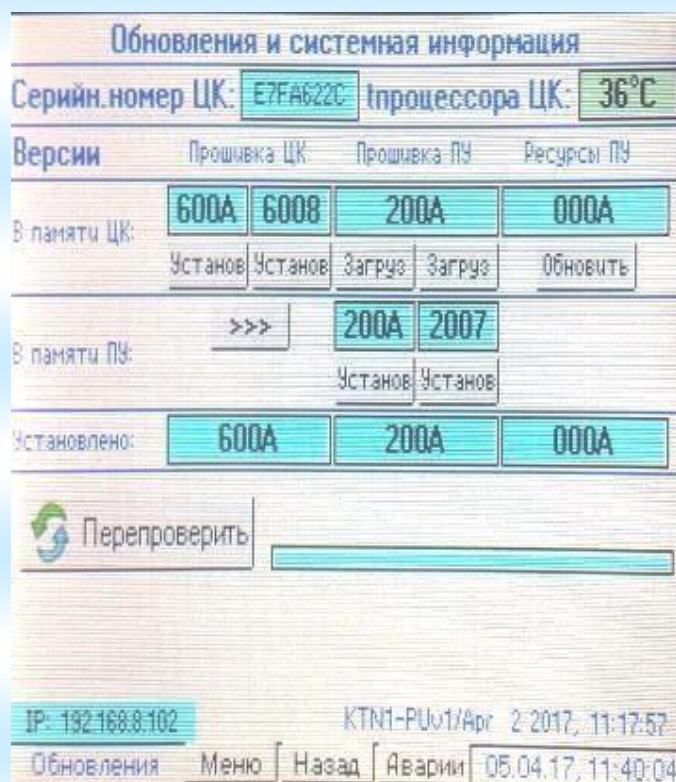 Обновления и системная информация
Серийн.номер ЦК: E7FA622C tпроцессора ЦК: 36°C
Версии Прошивка ЦК Прошивка ПУ Ресурсы ПУ
В памяти ЦК: 600A 6008 200A 000A
Установ Установ Загруз Загруз Обновить
В памяти ПУ: >>> 200A 2007
Установ Установ
Установлено: 600A 200A 000A
Перепроверить
IP: 192.168.8.102 KTN1-PUv1/Apr 2 2017, 11:17:57
Обновления Меню Назад Аварии 05.04.17, 11:40:04